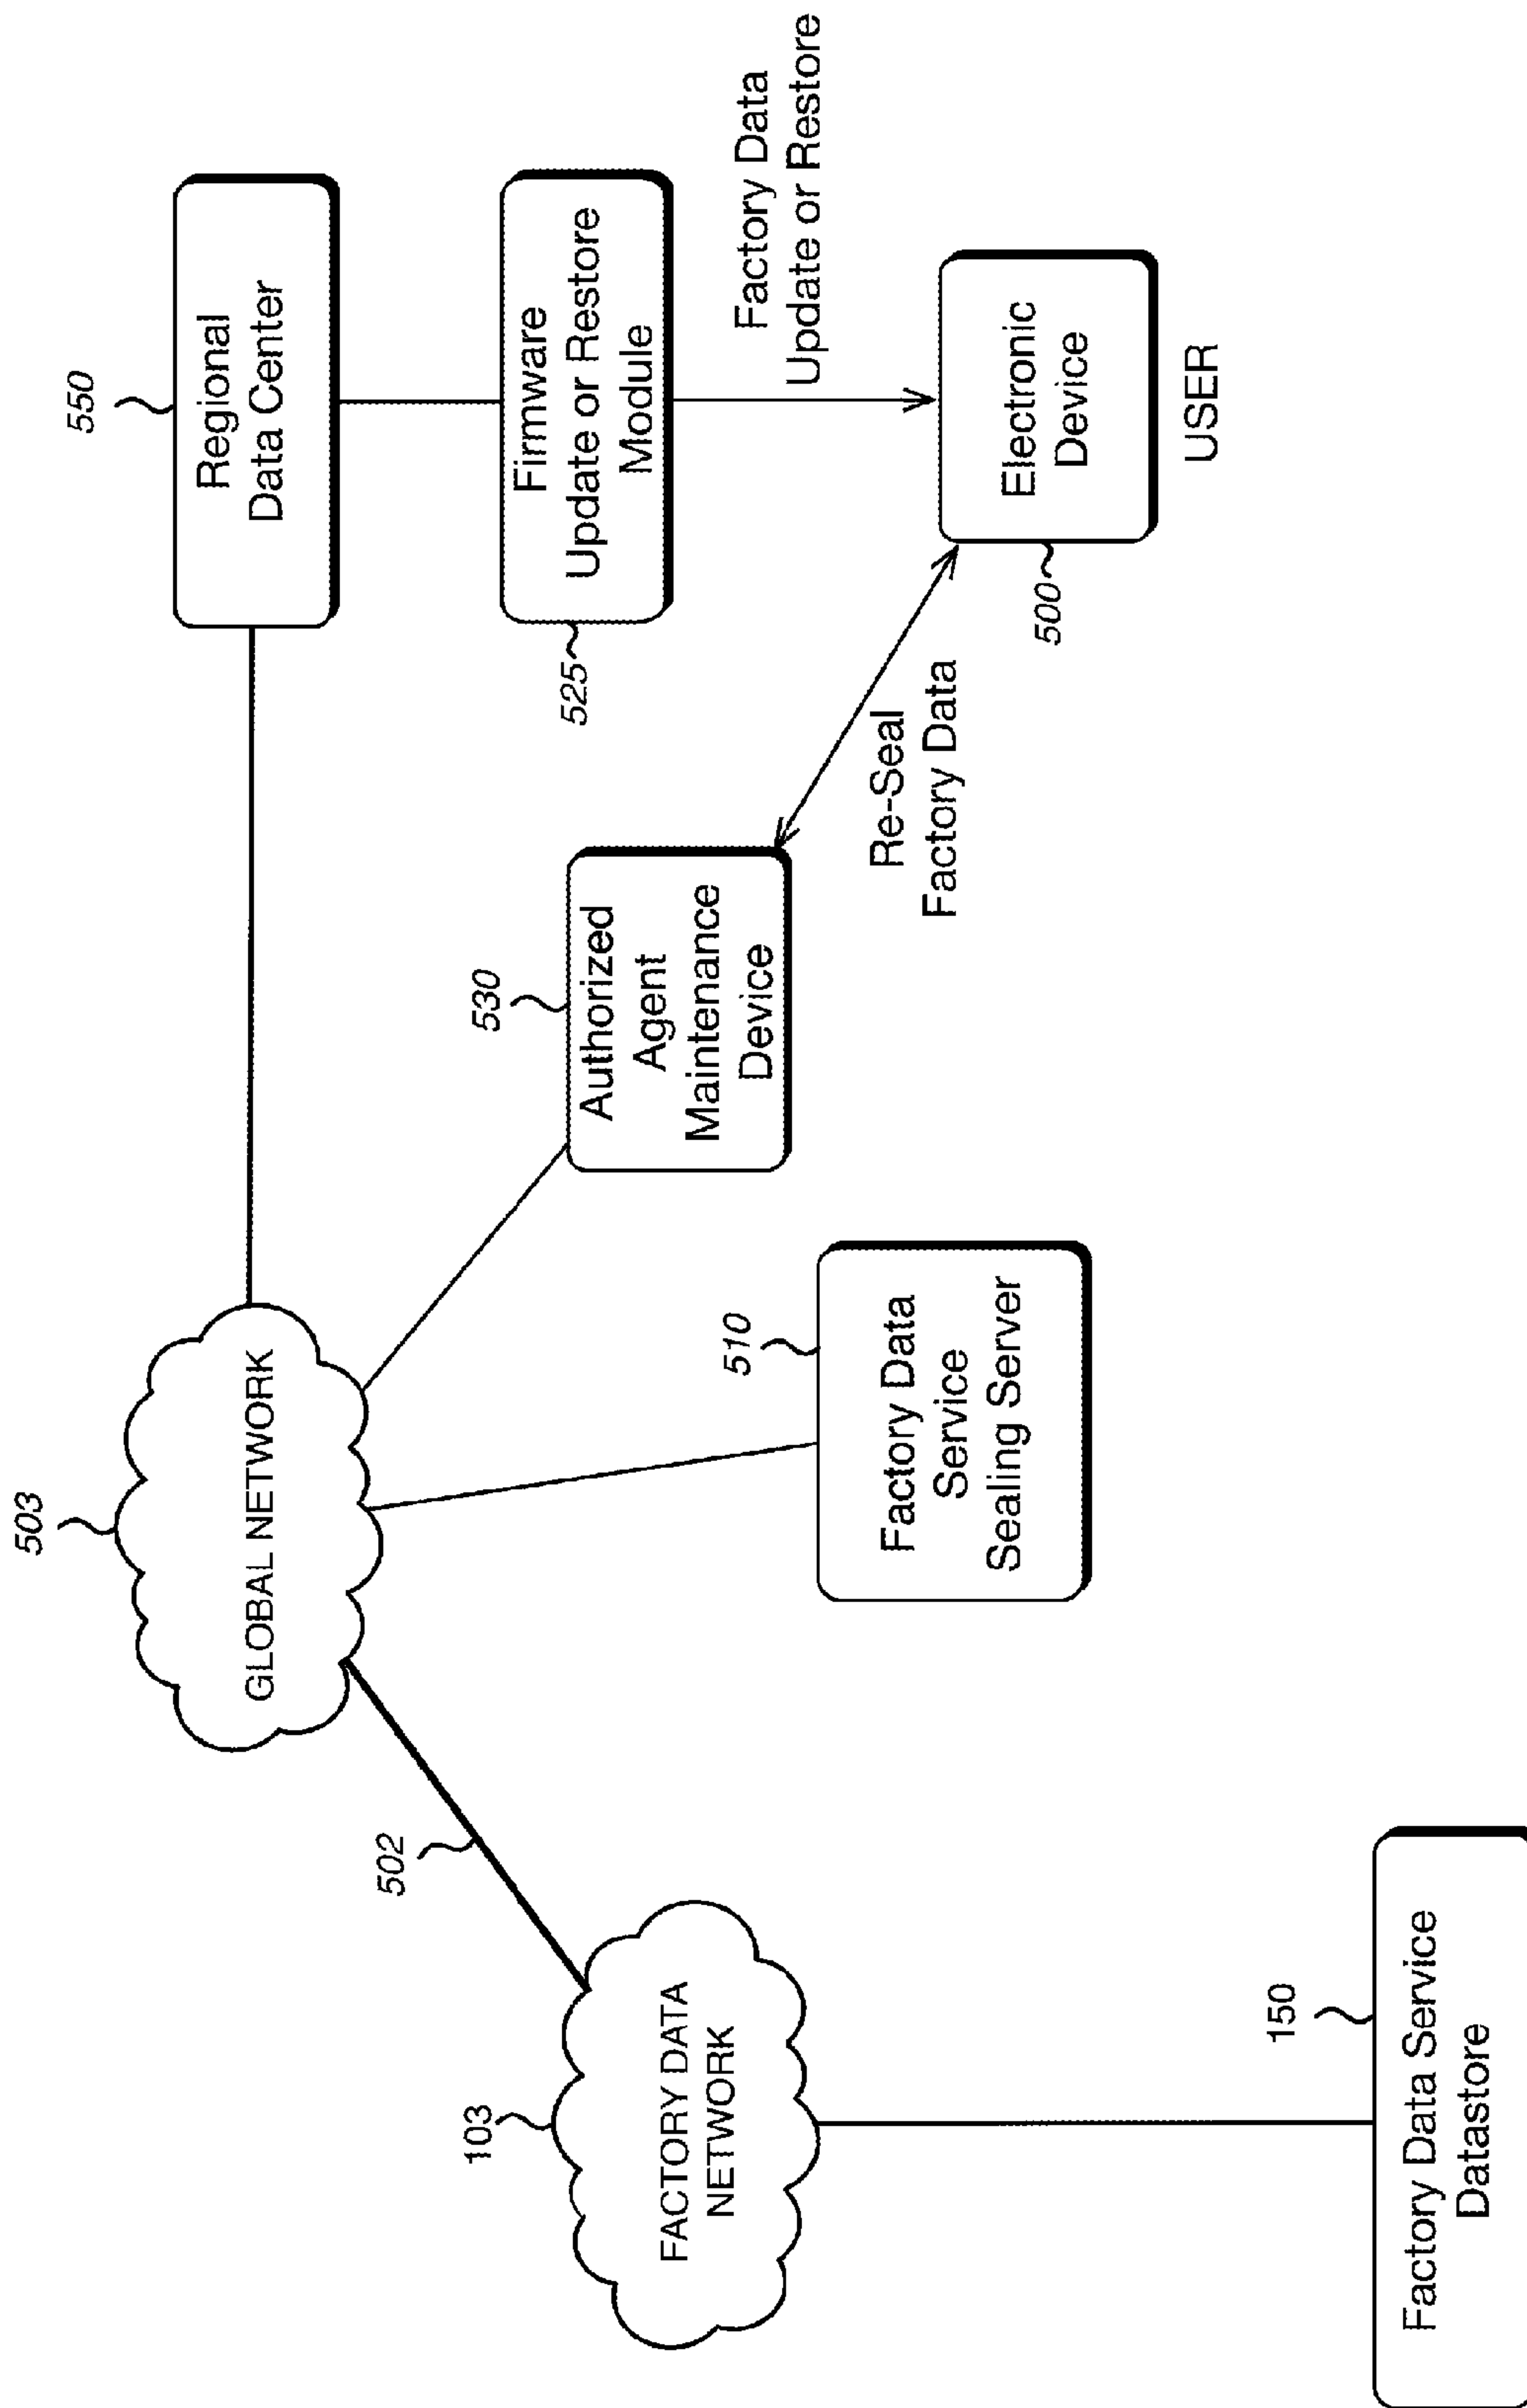 550
Regional
Data Center
503
GLOBAL NETWORK
525
Firmware
Update or Restore
Module
530
Authorized
Agent
Maintenance
Device
Factory Data
Update or Restore
502
510
Factory Data
Service
Sealing Server
Re-Seal
Factory Data
500
Electronic
Device
USER
103
FACTORY DATA
NETWORK
150
Factory Data Service
Datastore